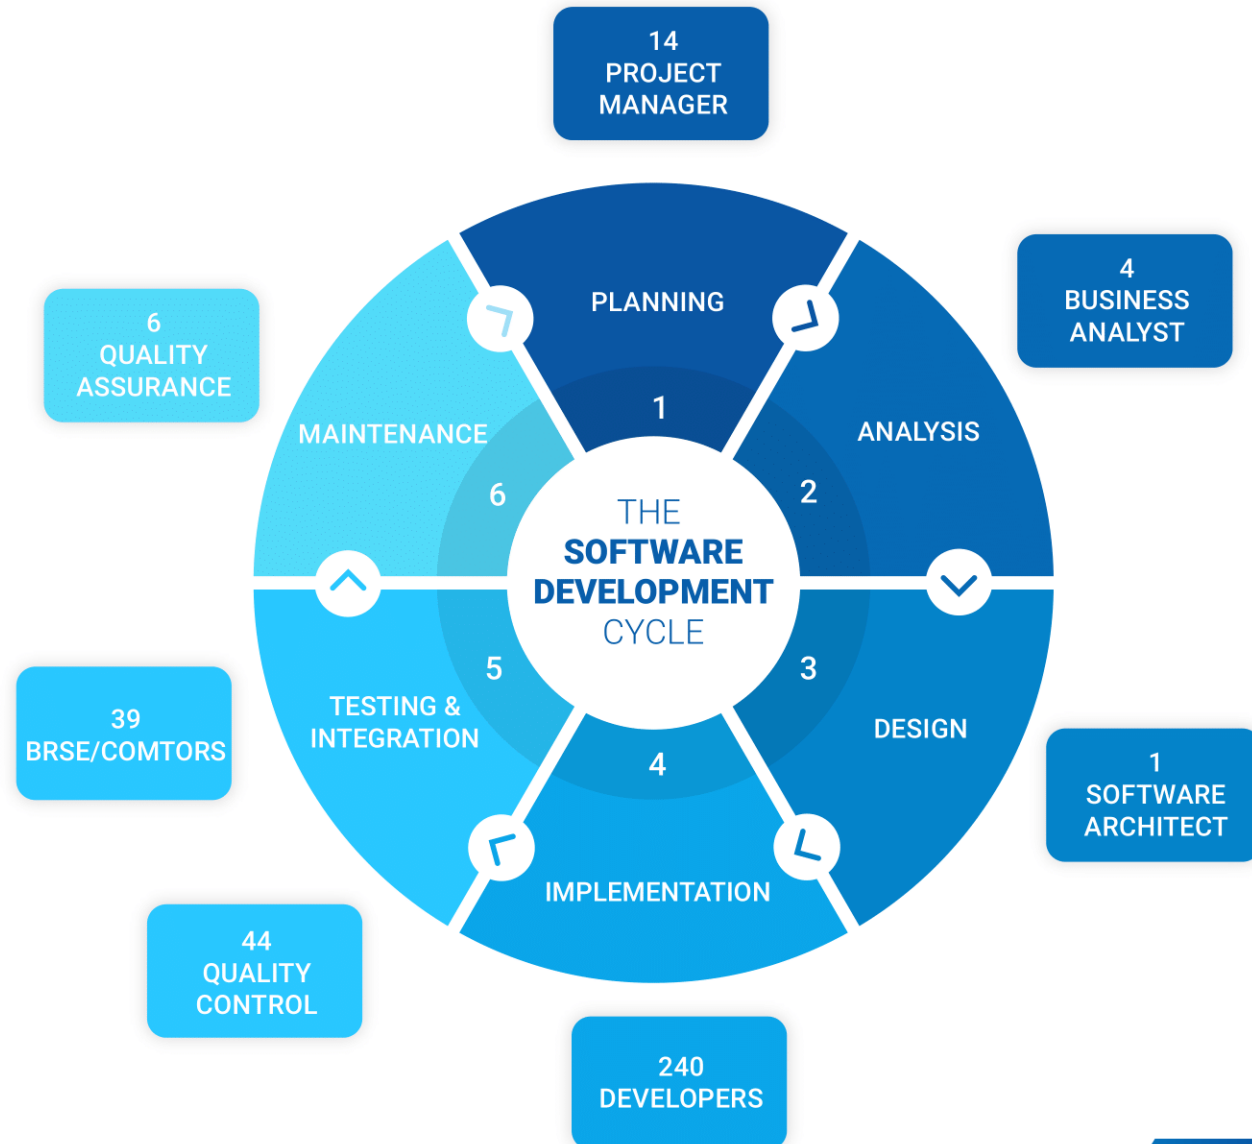 14
PROJECT
MANAGER
PLANNING
1
4
BUSINESS
ANALYST
ANALYSIS
2
6
QUALITY
ASSURANCE
MAINTENANCE
6
THE
SOFTWARE
DEVELOPMENT
CYCLE
3
DESIGN
1
SOFTWARE
ARCHITECT
5
TESTING &
INTEGRATION
39
BRSE/COMTORS
4
IMPLEMENTATION
44
QUALITY
CONTROL
240
DEVELOPERS